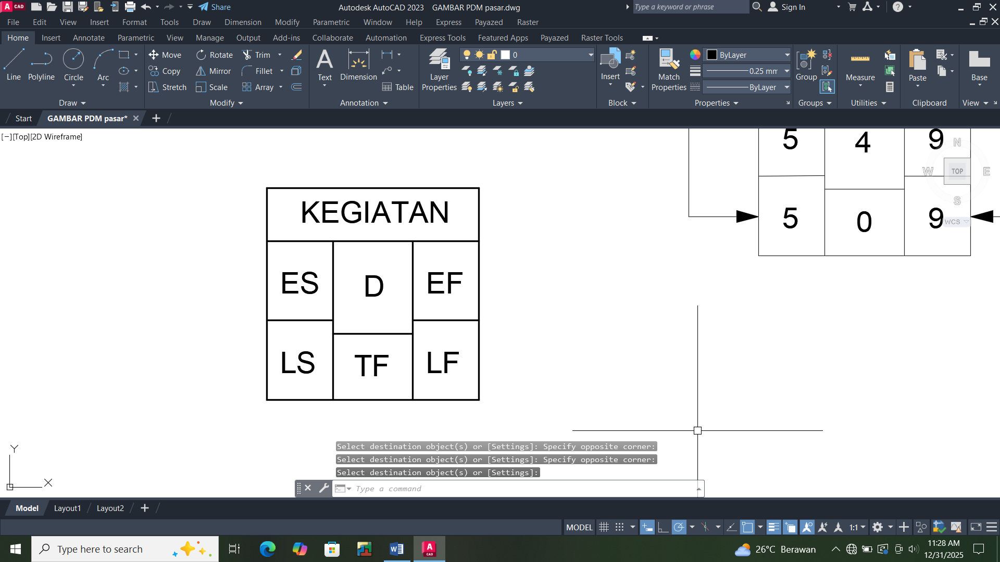 A CAD Share Autodesk AutoCAD 2023 GAMBAR PDM pasar.dwg Type a keyword or phrase Sign In
File Edit View Insert Format Tools Draw Dimension Modify Parametric Window Help Express Payazed Raster
Home Insert Annotate Parametric View Manage Output Add-ins Collaborate Automation Express Tools Featured Apps Payazed Raster Tools
Move Rotate Trim 0 ByLayer
Copy Mirror Fillet 0.25 mm
Line Polyline Circle Arc Text Dimension Layer Insert Match Group Measure Paste Base
Stretch Scale Array Table Properties Properties ByLayer
Draw Modify Annotation Layers Block Properties Groups Utilities Clipboard View
Start GAMBAR PDM pasar*
[−][Top][2D Wireframe]
5 4 9
N
W TOP E
S
5 0 9
WCS
KEGIATAN
ES D EF
LS TF LF
Y
X
Select destination object(s) or [Settings]: Specify opposite corner:
Select destination object(s) or [Settings]: Specify opposite corner:
Select destination object(s) or [Settings]:
Type a command
Model Layout1 Layout2
MODEL 1:1
Type here to search 26°C Berawan 11:28 AM
12/31/2025